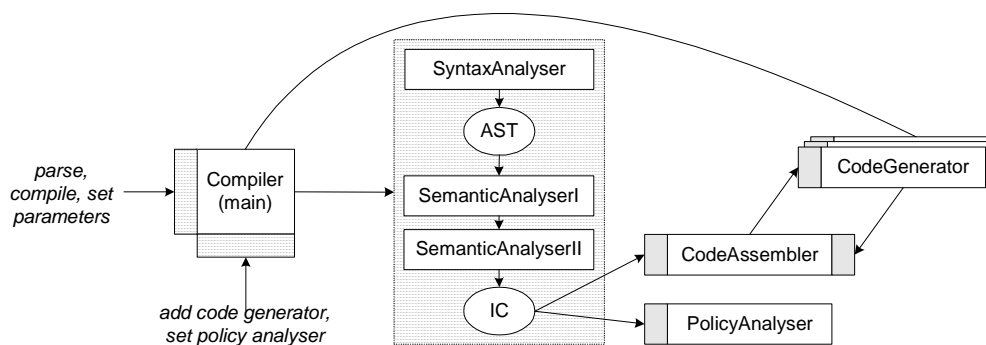 SyntaxAnalyser
AST
CodeGenerator
parse,
compile, set
parameters
Compiler
(main)
SemanticAnalyserI
SemanticAnalyserII
CodeAssembler
add code generator,
set policy analyser
IC
PolicyAnalyser